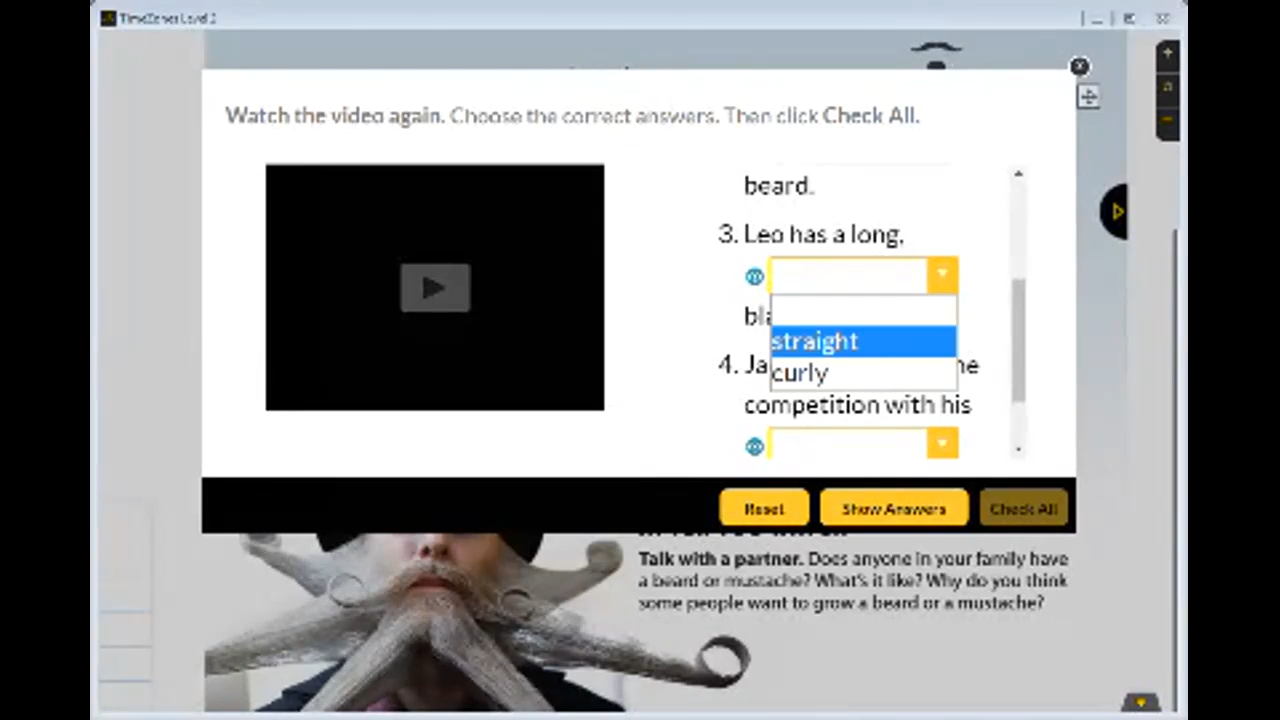 TimeZones Level 2
Watch the video again. Choose the correct answers. Then click Check All.
beard.
3. Leo has a long,
straight
curly
4. Ja
competition with his
Reset
Show Answers
Check All
Talk with a partner. Does anyone in your family have
a beard or mustache? What's it like? Why do you think
some people want to grow a beard or a mustache?